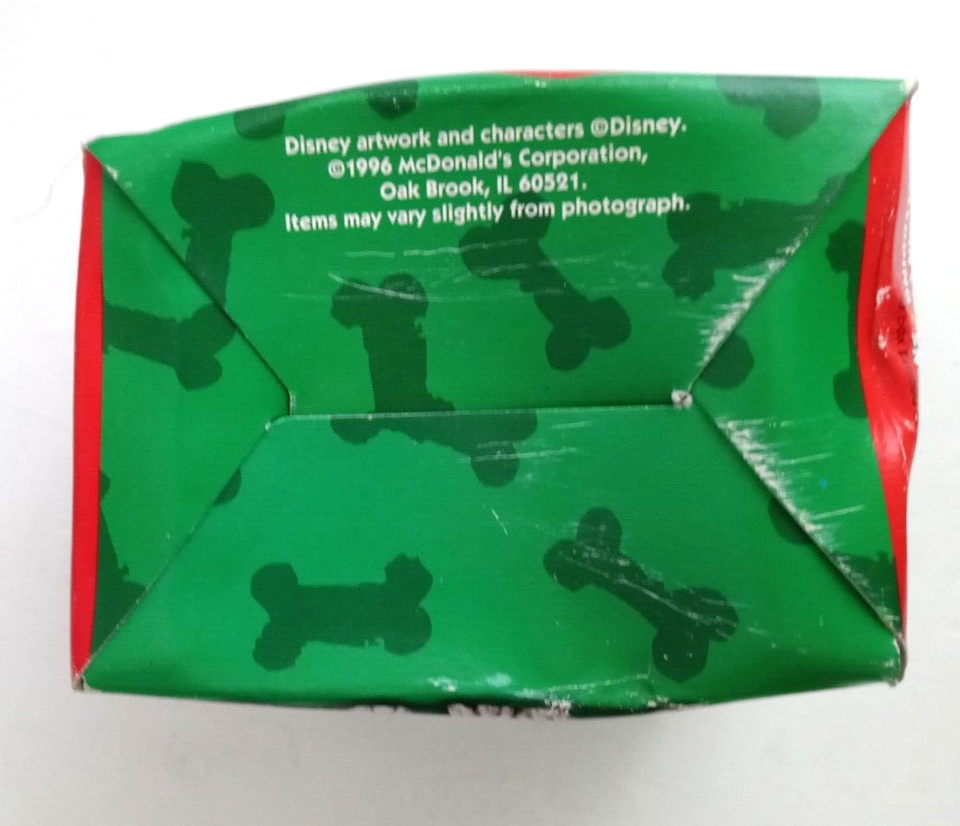 Disney artwork and characters ©Disney.
©1996 McDonald's Corporation,
Oak Brook, IL 60521.
Items may vary slightly from photograph.